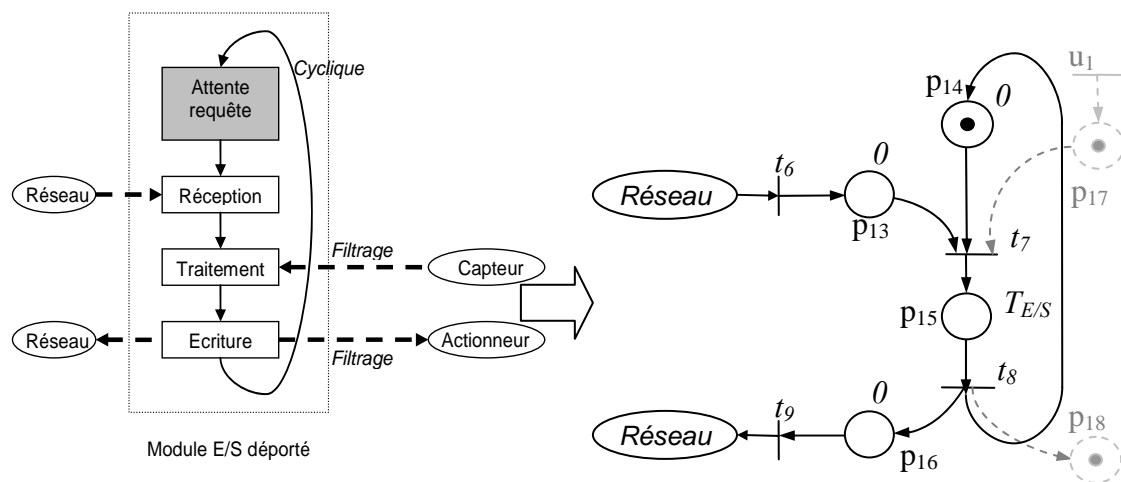 Cyclique
Attente
requête
Réseau
Réception
Traitement
Filtrage
Capteur
Réseau
Ecriture
Filtrage
Actionneur
Module E/S déporté
u1
p14
0
p17
t6
0
Réseau
p13
t7
p15
TE/S
t8
t9
0
Réseau
p16
p18